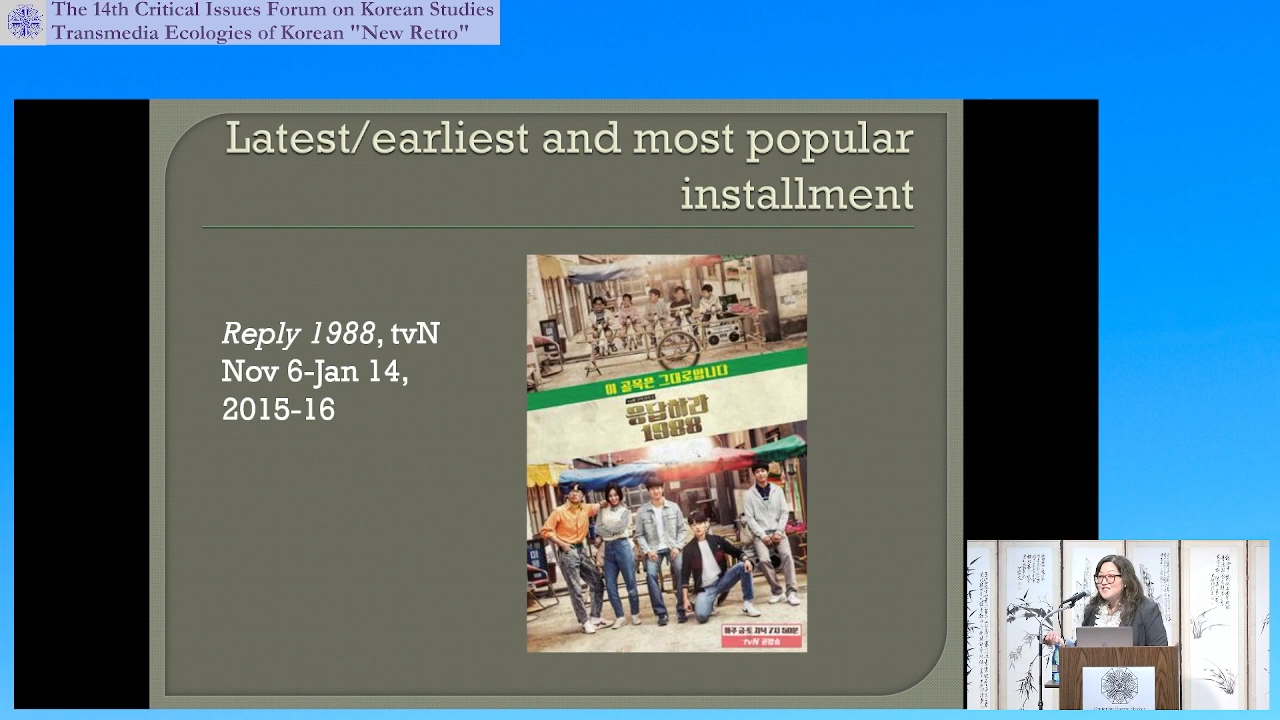 The 14th Critical Issues Forum on Korean Studies
Transmedia Ecologies of Korean "New Retro"
Latest/earliest and most popular
installment
Reply 1988, tvN
Nov 6-Jan 14,
2015-16
이 골목은 그대로입니다
응답하라
1988
매주 금·토 저녁 7시 50분
tvN 본방송